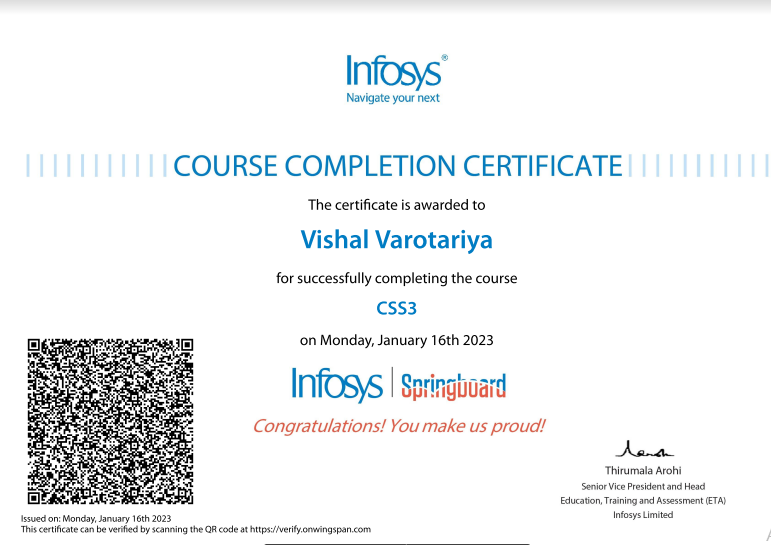 Infosys®
Navigate your next
COURSE COMPLETION CERTIFICATE
The certificate is awarded to
Vishal Varotariya
for successfully completing the course
CSS3
on Monday, January 16th 2023
Infosys | Springboard
Congratulations! You make us proud!
Thirumala Arohi
Senior Vice President and Head
Education, Training and Assessment (ETA)
Infosys Limited
Issued on: Monday, January 16th 2023
This certificate can be verified by scanning the QR code at https://verify.onwingspan.com